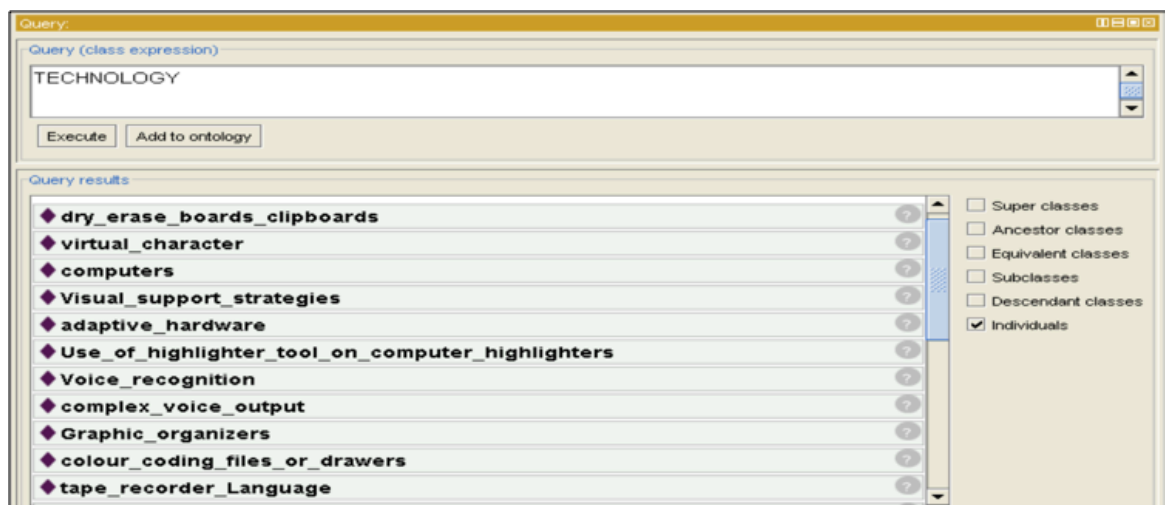 Query:
Query (class expression)
TECHNOLOGY
Execute Add to ontology
Query results
dry_erase_boards_clipboards
virtual_character
computers
Visual_support_strategies
adaptive_hardware
Use_of_highlighter_tool_on_computer_highlighters
Voice_recognition
complex_voice_output
Graphic_organizers
colour_coding_files_or_drawers
tape_recorder_Language
Super classes
Ancestor classes
Equivalent classes
Subclasses
Descendant classes
Individuals